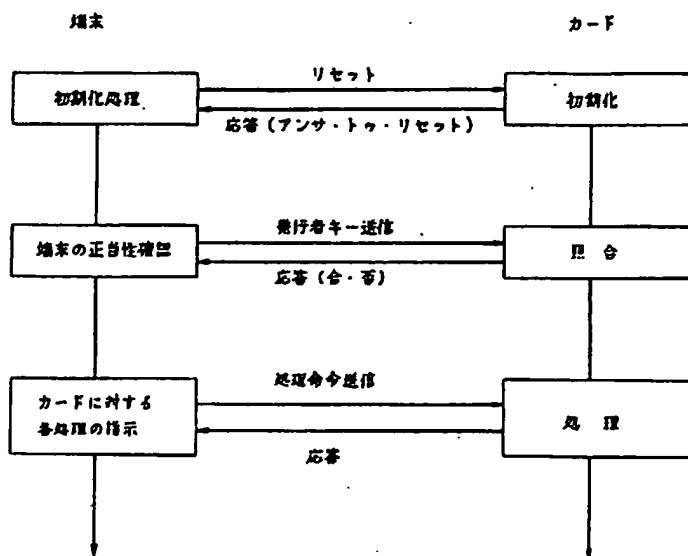 端末
カード
リセット
初期化処理
初期化
応答（アンサ・トゥ・リセット）
発行者キー送信
端末の正当性確認
照合
応答（合・否）
処理命令送信
カードに対する
各処理の指示
処理
応答